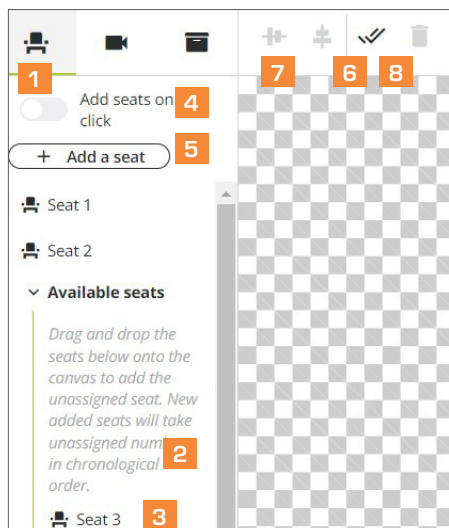 1
7
6
8
Add seats on
click
4
+ Add a seat
5
Seat 1
Seat 2
Available seats
Drag and drop the
seats below onto the
canvas to add the
unassigned seat. New
added seats will take
unassigned
2
in chronological
order.
Seat 3
3